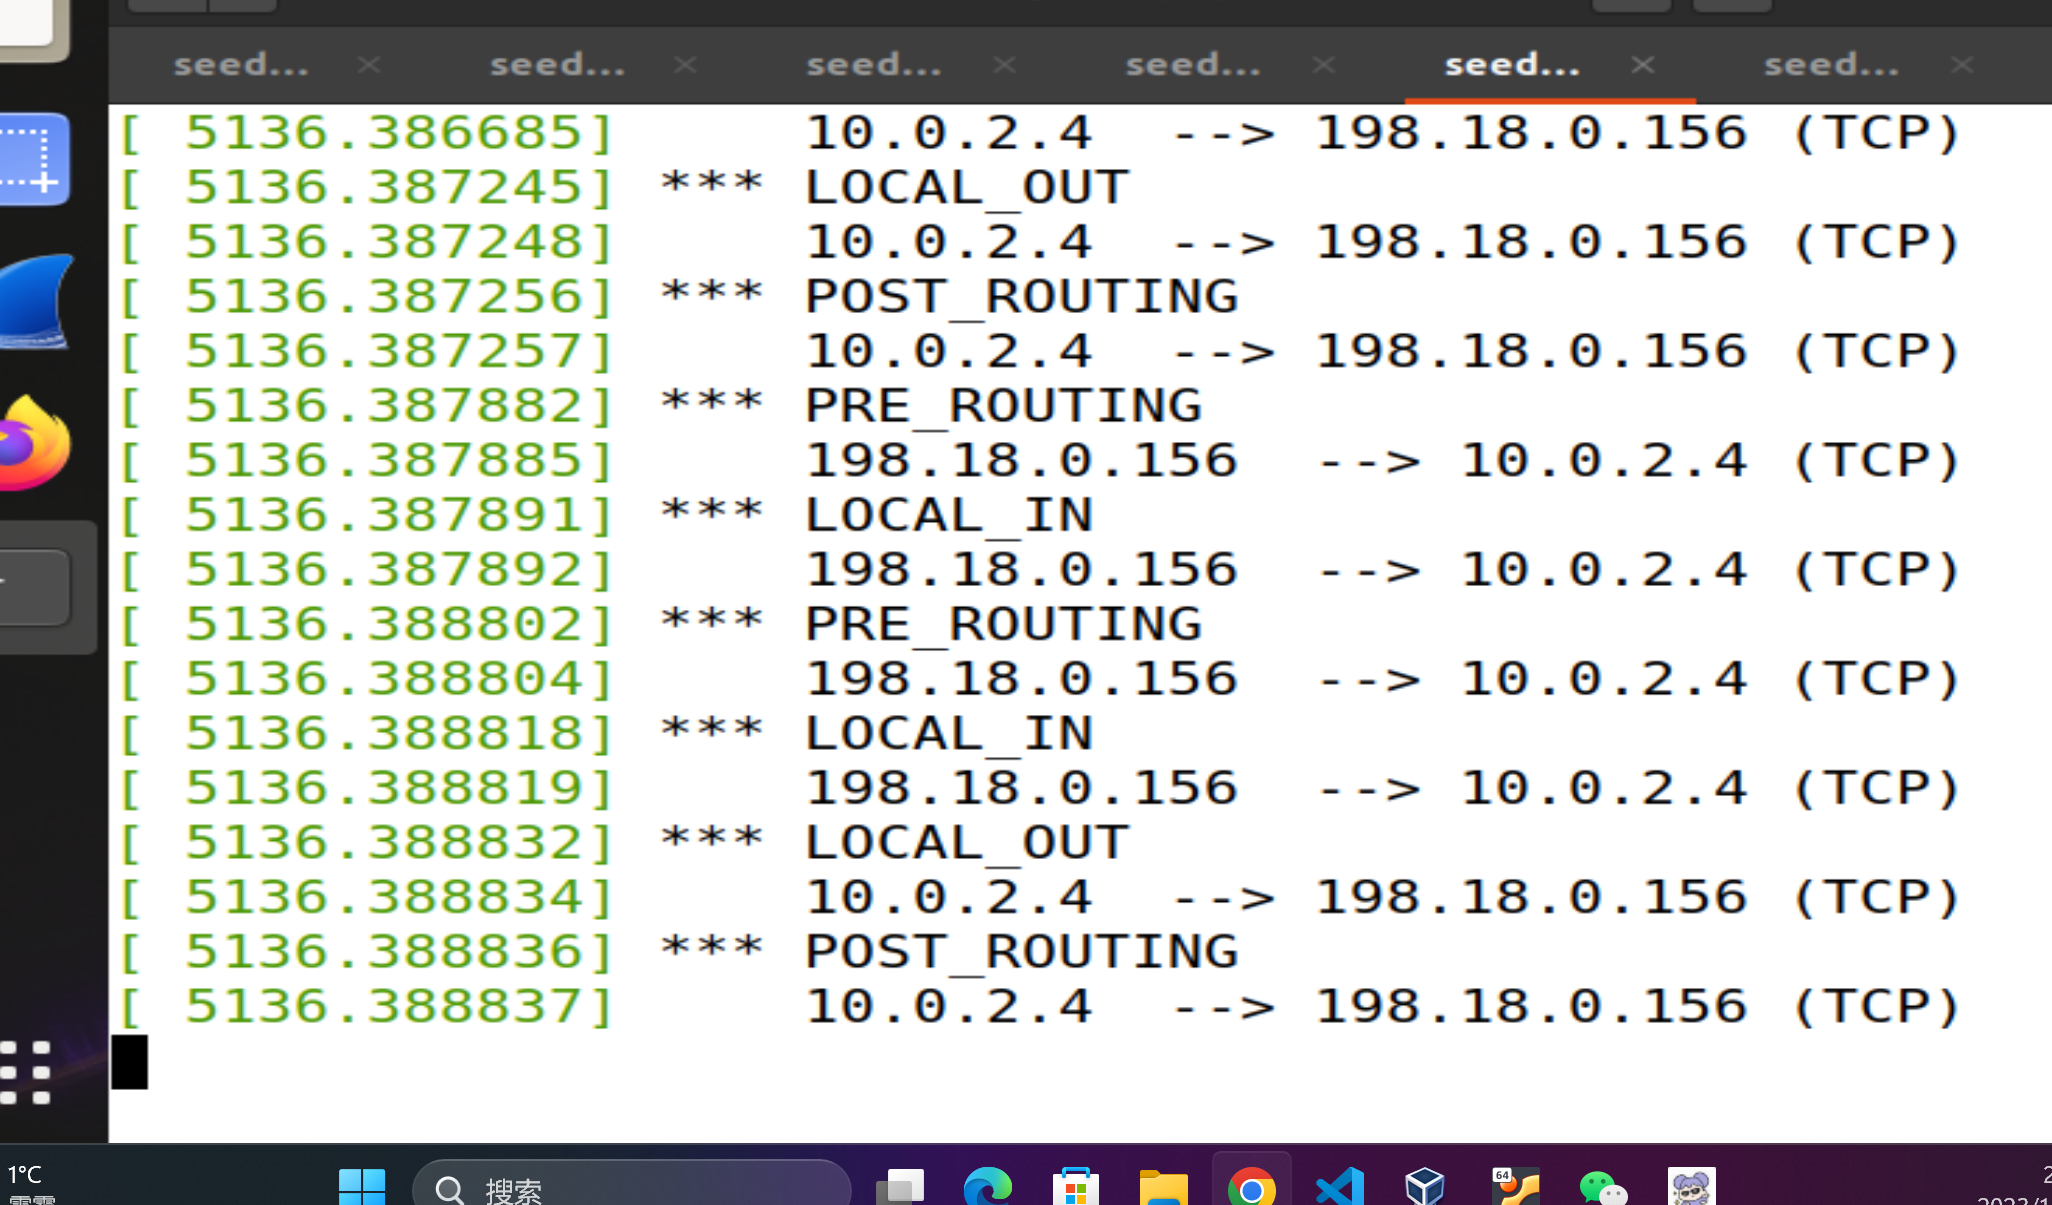 seed... × seed... × seed... × seed... × seed... × seed... ×
[ 5136.386685]     10.0.2.4  --> 198.18.0.156 (TCP)
[ 5136.387245] *** LOCAL_OUT
[ 5136.387248]     10.0.2.4  --> 198.18.0.156 (TCP)
[ 5136.387256] *** POST_ROUTING
[ 5136.387257]     10.0.2.4  --> 198.18.0.156 (TCP)
[ 5136.387882] *** PRE_ROUTING
[ 5136.387885]     198.18.0.156  --> 10.0.2.4 (TCP)
[ 5136.387891] *** LOCAL_IN
[ 5136.387892]     198.18.0.156  --> 10.0.2.4 (TCP)
[ 5136.388802] *** PRE_ROUTING
[ 5136.388804]     198.18.0.156  --> 10.0.2.4 (TCP)
[ 5136.388818] *** LOCAL_IN
[ 5136.388819]     198.18.0.156  --> 10.0.2.4 (TCP)
[ 5136.388832] *** LOCAL_OUT
[ 5136.388834]     10.0.2.4  --> 198.18.0.156 (TCP)
[ 5136.388836] *** POST_ROUTING
[ 5136.388837]     10.0.2.4  --> 198.18.0.156 (TCP)
1°C
搜索
64